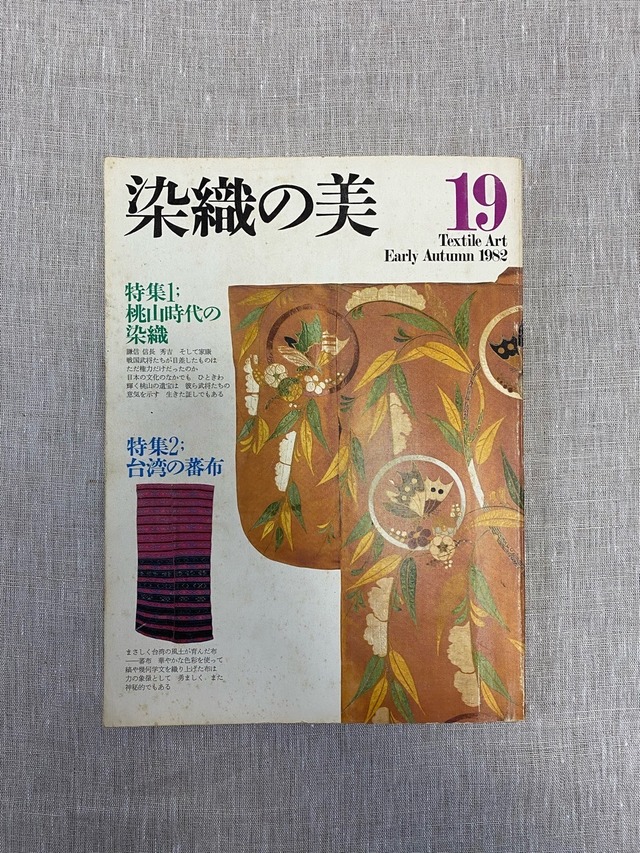 染織の美
19
Textile Art
Early Autumn 1982
特集1;
桃山時代の
染織
謙信 信長 秀吉 そして家康
戦国武将たちが目差したものは
ただ権力だけだったのか
日本の文化のなかでも ひときわ
輝く桃山の遺宝は 彼ら武将たちの
意気を示す 生きた証しでもある
特集2;
台湾の蕃布
まさしく台湾の風土が育んだ布
——蕃布 華やかな色彩を使って
縞や幾何学文を織り上げた布は
力の象徴として 勇ましく、また
神秘的でもある